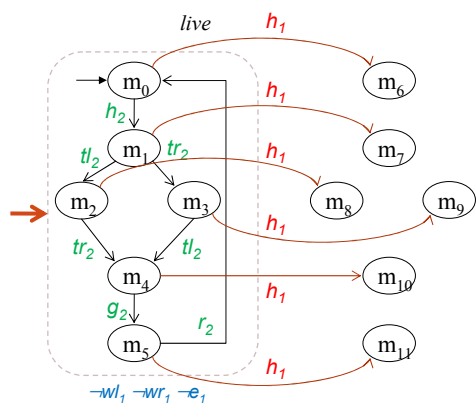 live h₁
m₀ m₆
h₂ h₁
m₁ m₇
tl₂ tr₂ h₁
m₂ m₃ m₈ m₉
tr₂ tl₂ h₁
m₄ m₁₀
h₁
g₂ r₂
m₅ m₁₁
h₁
¬wl₁ ¬wr₁ ¬e₁